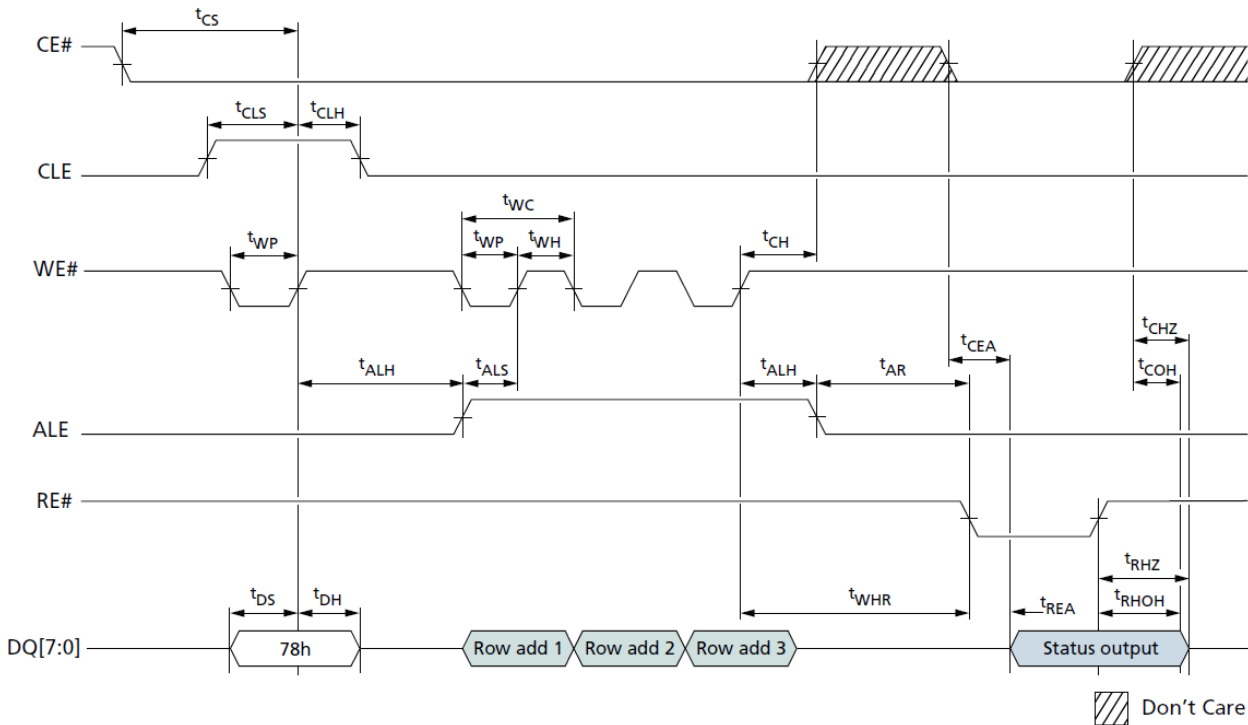 tCS
CE#
tCLS tCLH
CLE
tWC
tWP tWP tWH tCH
WE#
tCHZ
tCEA
tALH tALS tALH tAR tCOH
ALE
RE#
tRHZ
tDS tDH tWHR tREA tRHOH
DQ[7:0] 78h Row add 1 Row add 2 Row add 3 Status output
Don't Care